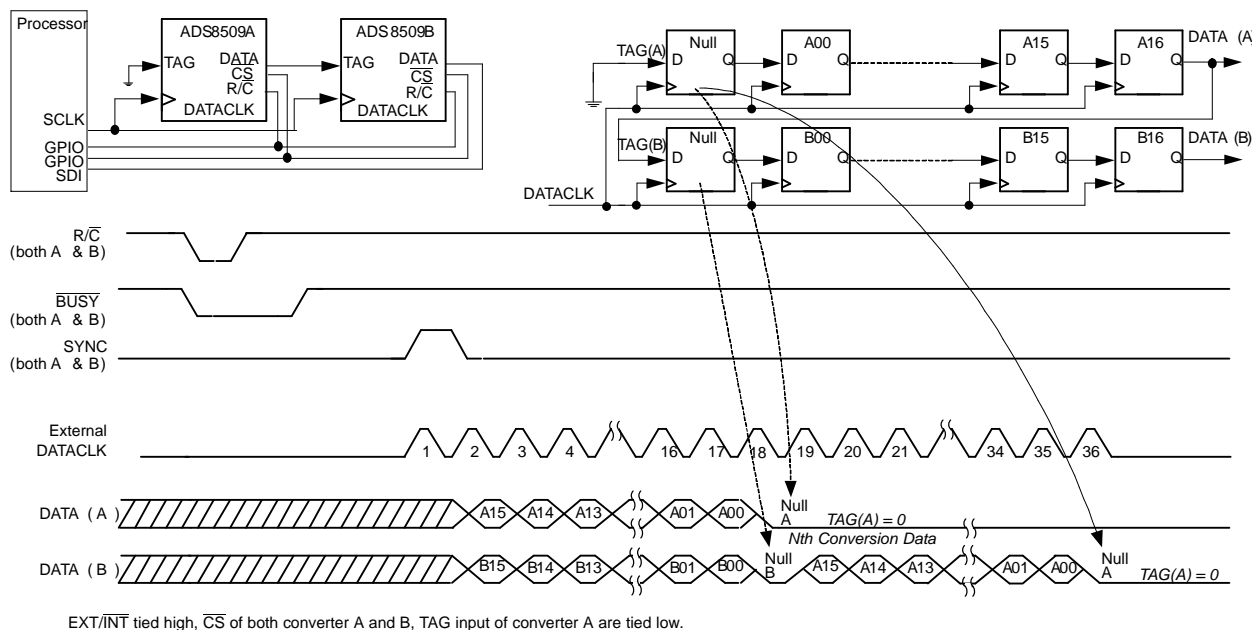 Processor
ADS8509A
ADS8509B
TAG
DATA
CS
R/C
DATACLK
TAG
DATA
CS
R/C
DATACLK
SCLK
GPIO
GPIO
SDI
TAG(A)
Null
A00
A15
A16
DATA (A)
D
Q
D
Q
D
Q
D
Q
TAG(B)
Null
B00
B15
B16
DATA (B)
D
Q
D
Q
D
Q
D
Q
DATACLK
R/C
(both A & B)
BUSY
(both A & B)
SYNC
(both A & B)
External
DATACLK
1 2 3 4 16 17 18 19 20 21 34 35 36
DATA (A)
A15 A14 A13 A01 A00
Null
A
TAG(A) = 0
Nth Conversion Data
DATA (B)
B15 B14 B13 B01 B00
Null
B
A15 A14 A13 A01 A00
Null
A
TAG(A) = 0
EXT/INT tied high, CS of both converter A and B, TAG input of converter A are tied low.